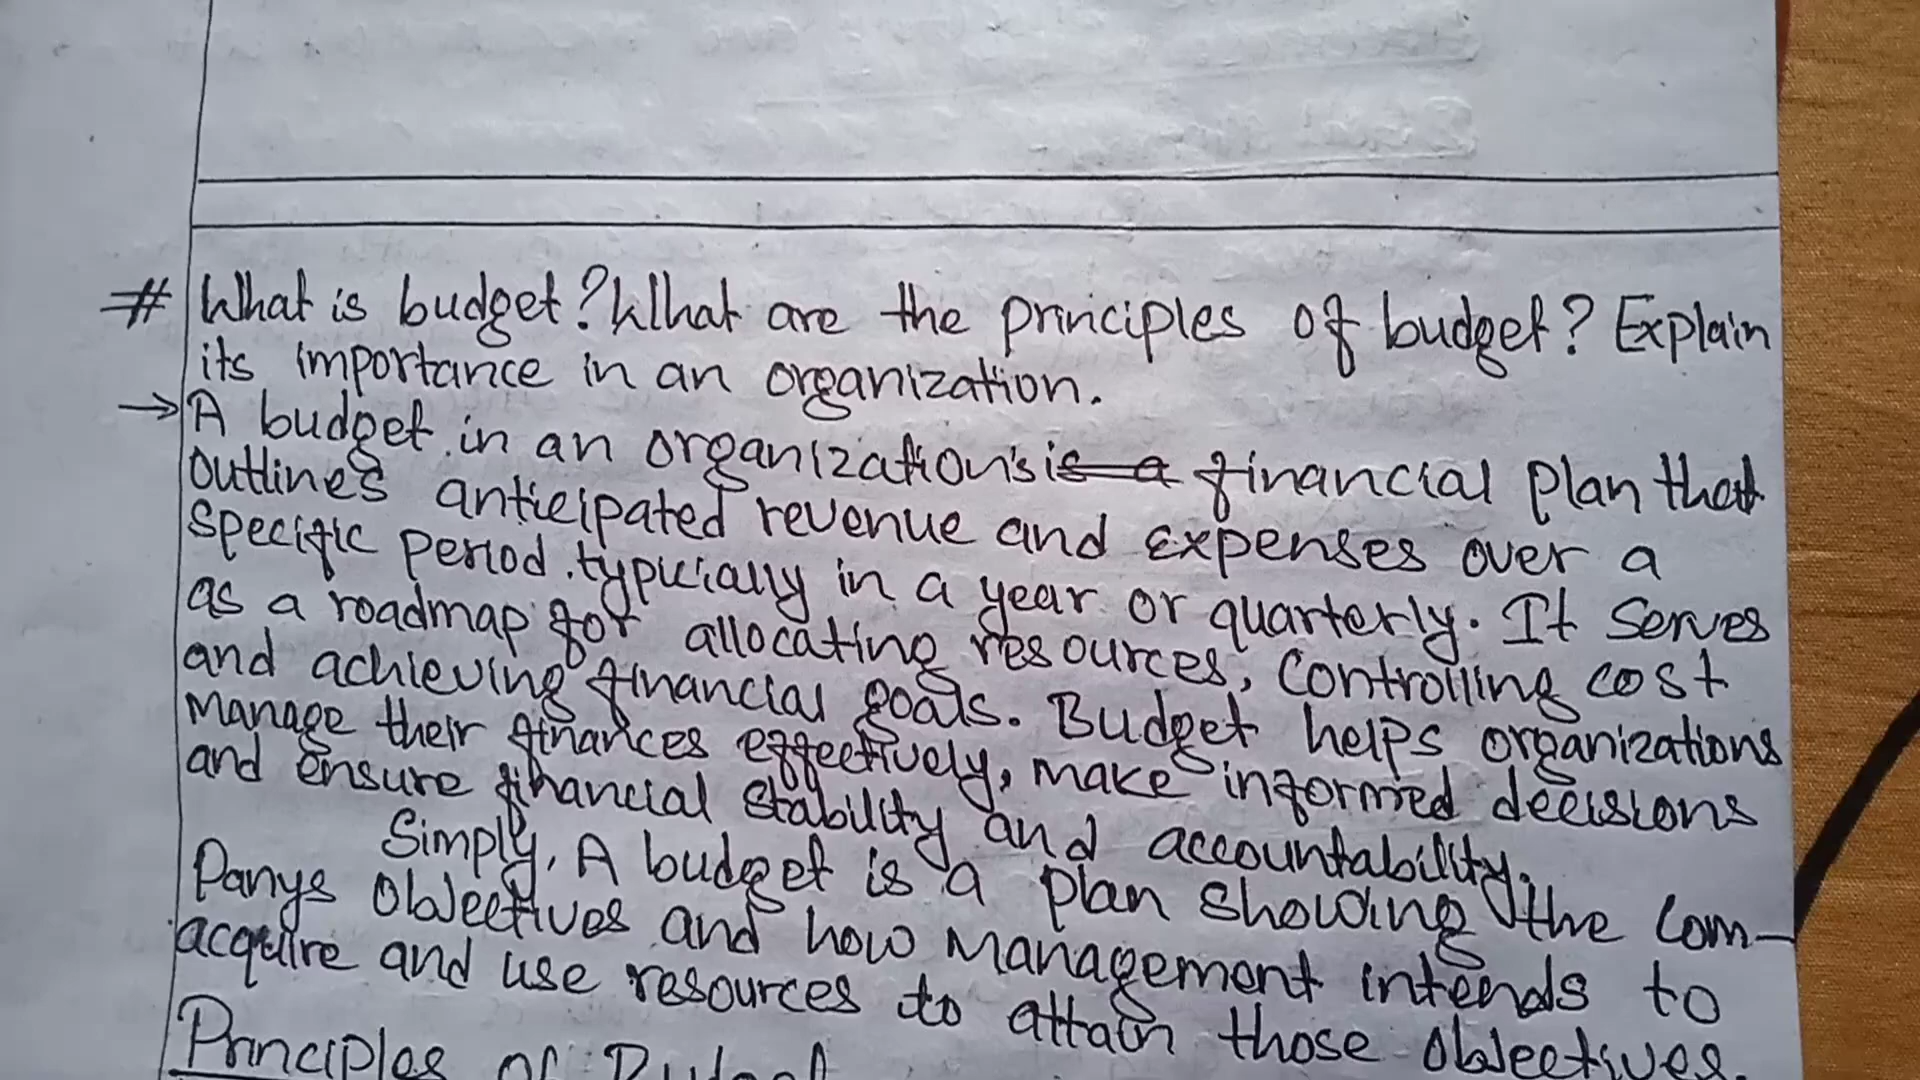 # What is budget? What are the principles of budget? Explain
its importance in an organization.
→ A budget in an organization's is a financial plan that
outlines anticipated revenue and expenses over a
specific period. typicially in a year or quarterly. It serves
as a roadmap for allocating resources, controlling cost
and achieving financial goals. Budget helps organizations
manage their finances effectively, make informed decisions
and ensure financial stability and accountability.
Simply, A budget is a plan showing the com-
panys objectives and how management intends to
acquire and use resources to attain those objectives.
Principles of Budget